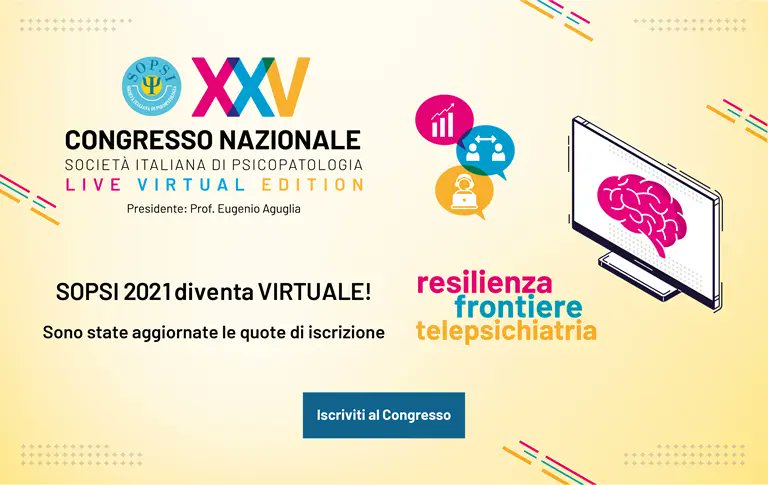 SOPSI
XXV
CONGRESSO NAZIONALE
SOCIETÀ ITALIANA DI PSICOPATOLOGIA
LIVE VIRTUAL EDITION
Presidente: Prof. Eugenio Aguglia
SOPSI 2021 diventa VIRTUALE!
Sono state aggiornate le quote di iscrizione
resilienza
frontiere
telepsichiatria
Iscriviti al Congresso